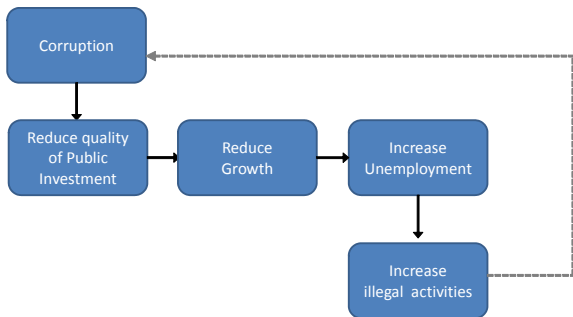 Corruption
Reduce quality
of Public
Investment
Reduce
Growth
Increase
Unemployment
Increase
illegal activities